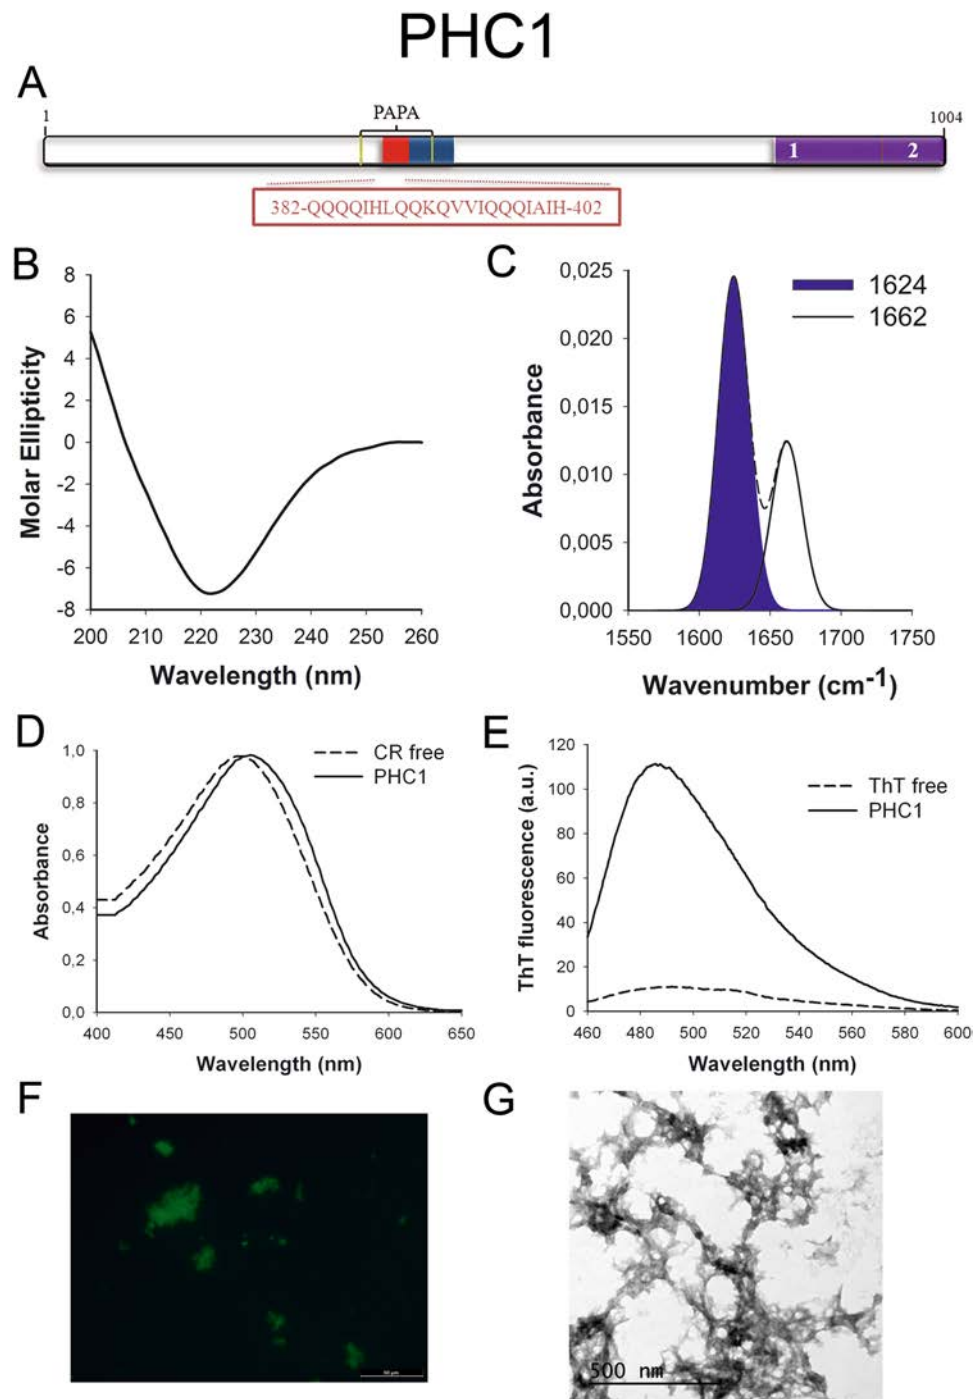 PHC1
A
1
PAPA
1004
1 2
382-QQQQIHLQQKQVVIQQQIAIH-402
B
8
6
4
2
0
-2
-4
-6
-8
200 210 220 230 240 250 260
Molar Ellipticity
Wavelength (nm)
C
0,025
0,020
0,015
0,010
0,005
0,000
1550 1600 1650 1700 1750
1624
1662
Absorbance
Wavenumber (cm-1)
D
1,0
0,8
0,6
0,4
0,2
0,0
400 450 500 550 600 650
CR free
PHC1
Absorbance
Wavelength (nm)
E
120
100
80
60
40
20
0
460 480 500 520 540 560 580 600
ThT free
PHC1
ThT fluorescence (a.u.)
Wavelength (nm)
F
G
500 nm